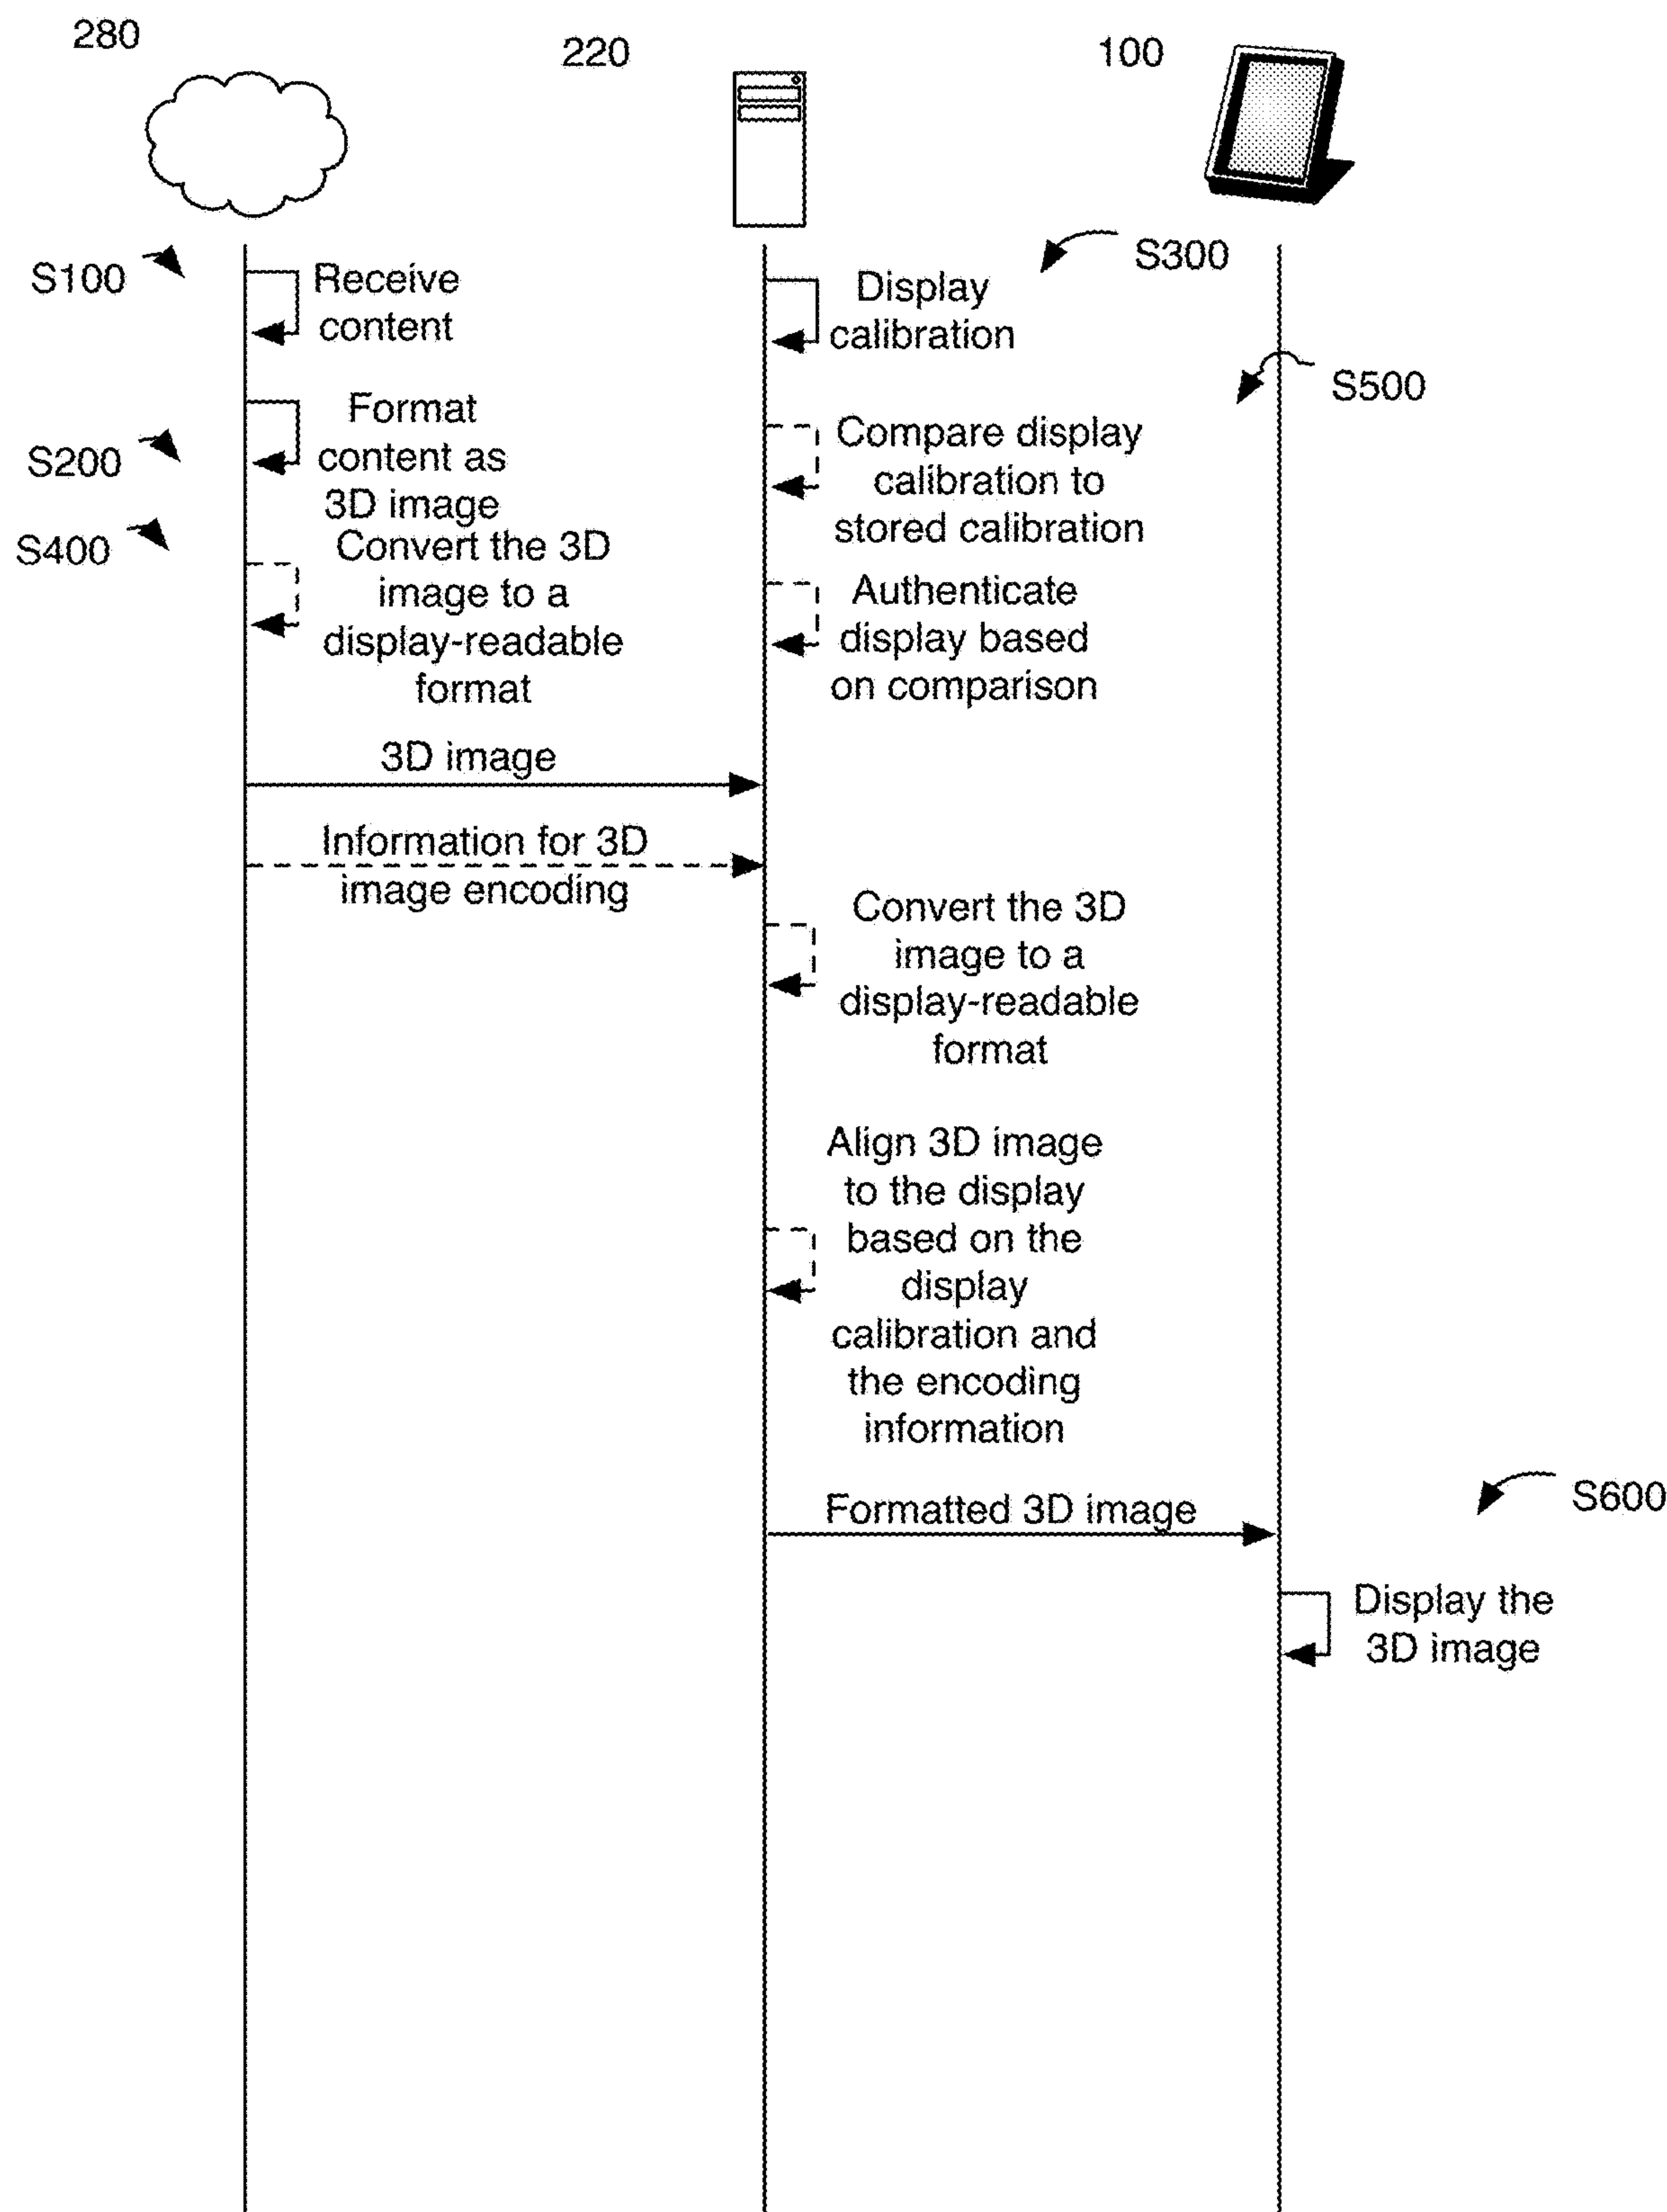 280
220
100
S100
Receive
content
S300
Display
calibration
S500
S200
Format
content as
3D image
Compare display
calibration to
stored calibration
S400
Convert the 3D
image to a
display-readable
format
Authenticate
display based
on comparison
3D image
Information for 3D
image encoding
Convert the 3D
image to a
display-readable
format
Align 3D image
to the display
based on the
display
calibration and
the encoding
information
Formatted 3D image
S600
Display the
3D image